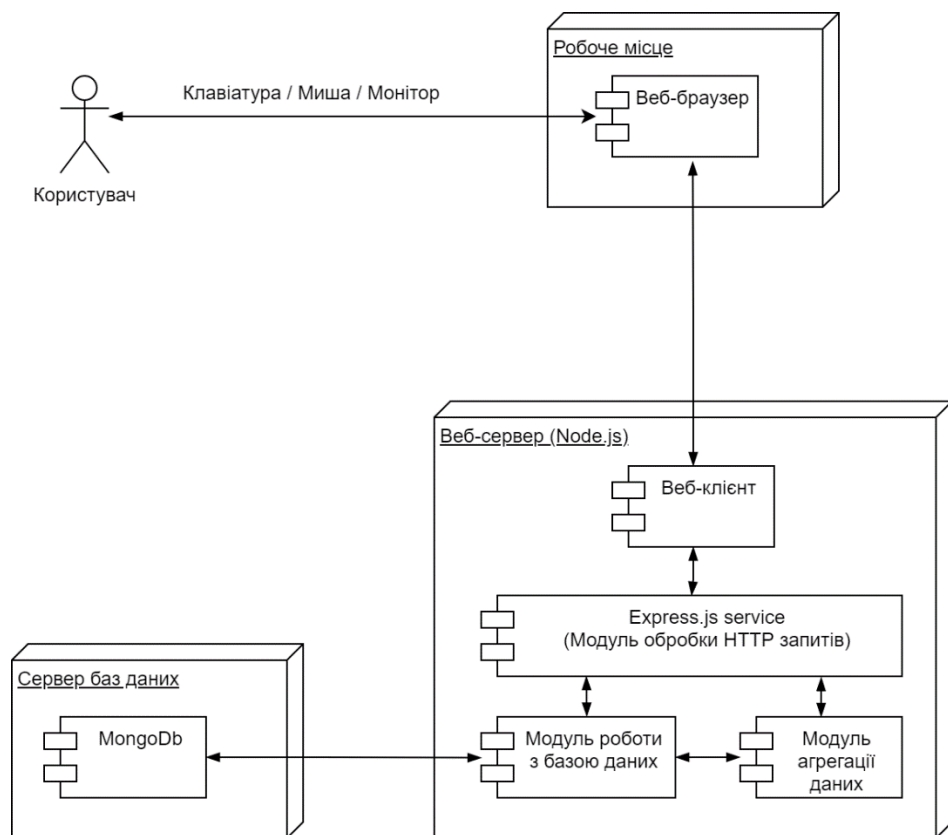 Робоче місце
Веб-браузер
Клавіатура / Миша / Монітор
Користувач
Веб-сервер (Node.js)
Веб-клієнт
Express.js service
(Модуль обробки HTTP запитів)
Сервер баз даних
MongoDb
Модуль роботи
з базою даних
Модуль
агрегації
даних